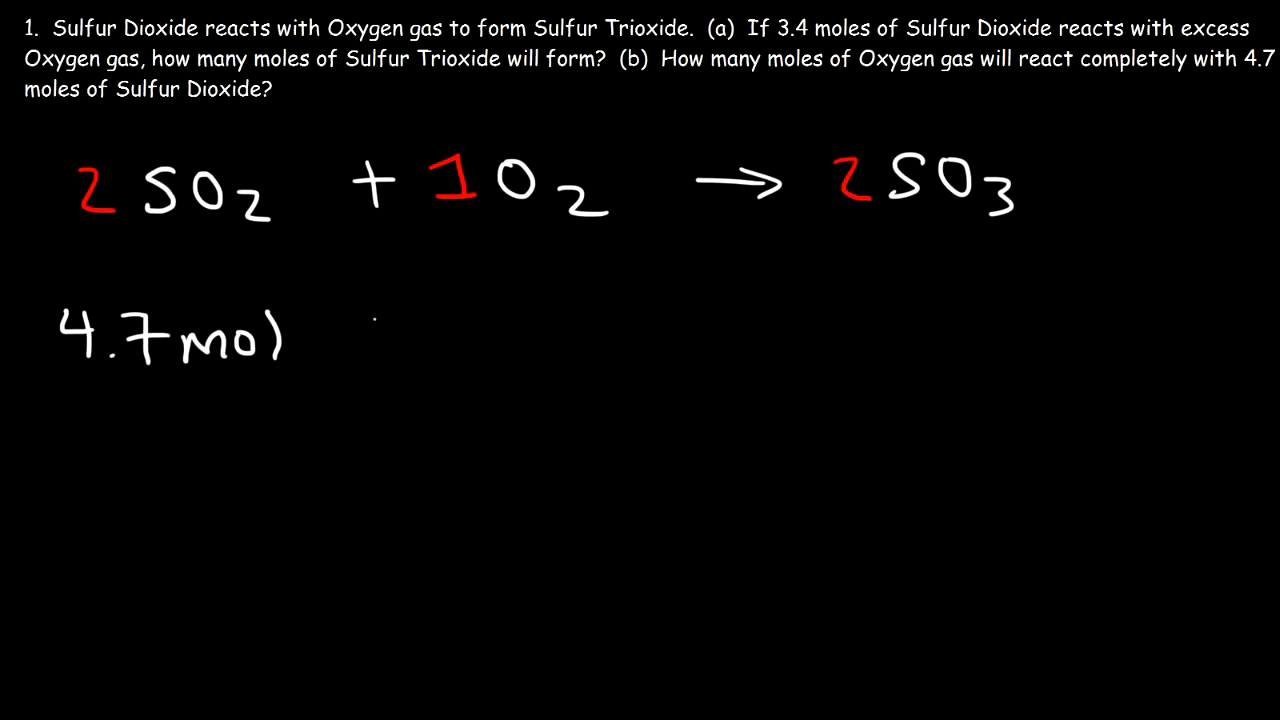 1. Sulfur Dioxide reacts with Oxygen gas to form Sulfur Trioxide. (a) If 3.4 moles of Sulfur Dioxide reacts with excess
Oxygen gas, how many moles of Sulfur Trioxide will form? (b) How many moles of Oxygen gas will react completely with 4.7
moles of Sulfur Dioxide?
2 SO₂ + 1 O₂ → 2 SO₃
4.7 mol